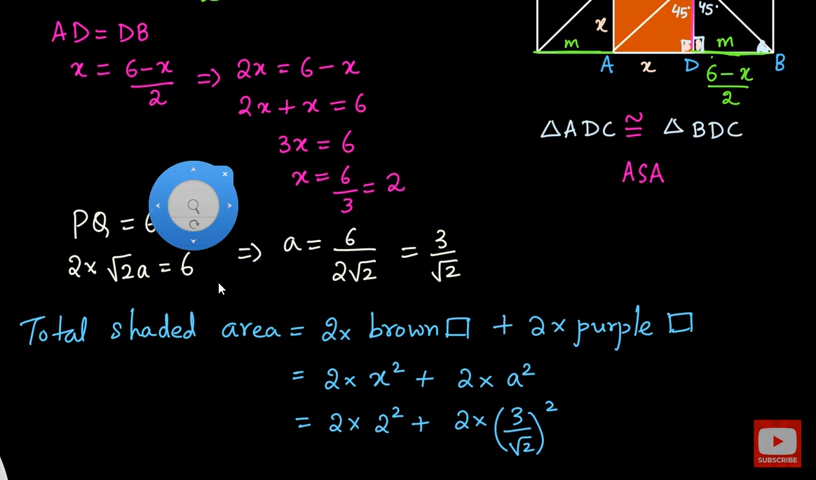 AD = DB
x = 6-x/2 ⇒ 2x = 6 - x
2x + x = 6
3x = 6
x = 6/3 = 2
x
45° 45°
m
m
A x D 6-x/2 B
△ADC ≅ △BDC
ASA
PQ = 6
2× √2a = 6 ⇒ a = 6/2√2 = 3/√2
Total shaded area = 2× brown □ + 2× purple □
= 2× x² + 2× a²
= 2× 2² + 2× (3/√2)²
SUBSCRIBE